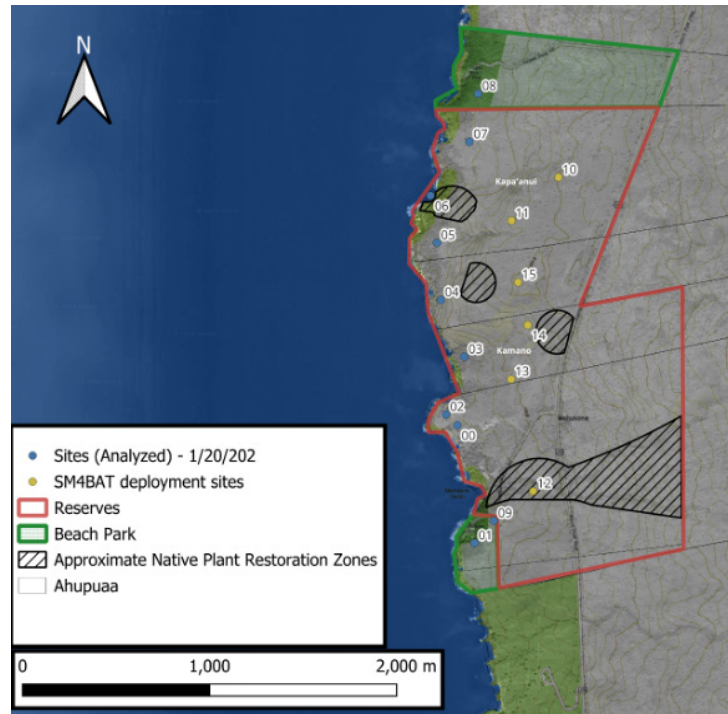 N
08
07
10
Kapa'anui
06
11
05
15
04
14
03
Kamano
13
02
00
12
09
01
Sites (Analyzed) - 1/20/202
SM4BAT deployment sites
Reserves
Beach Park
Approximate Native Plant Restoration Zones
Ahupuaa
0 1,000 2,000 m